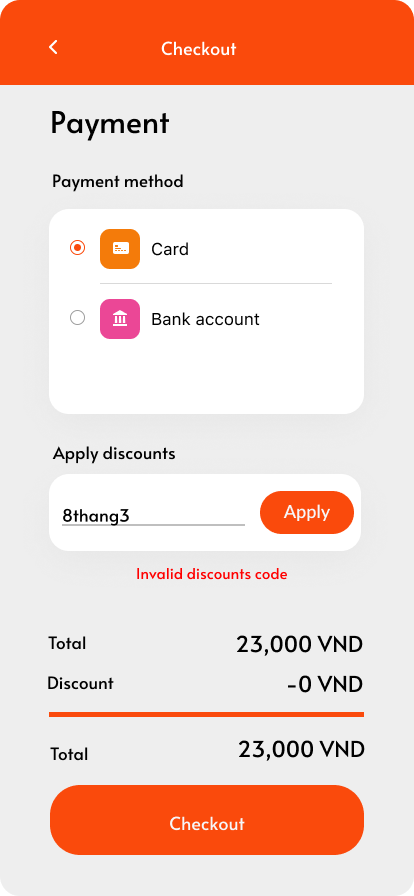 Checkout
Payment
Payment method
Card
Bank account
Apply discounts
8thang3
Apply
Invalid discounts code
Total
23,000 VND
Discount
-0 VND
Total
23,000 VND
Checkout